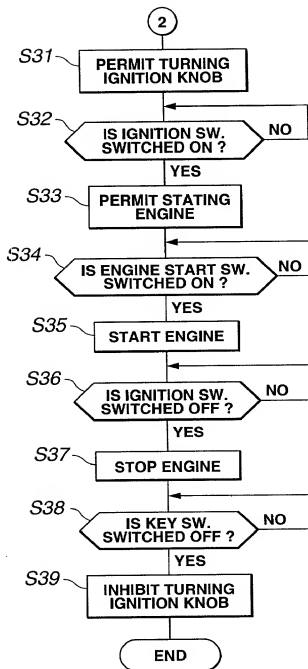 2
S31
PERMIT TURNING
IGNITION KNOB
S32
IS IGNITION SW.
SWITCHED ON ?
NO
YES
S33
PERMIT STATING
ENGINE
S34
IS ENGINE START SW.
SWITCHED ON ?
NO
YES
S35
START ENGINE
S36
IS IGNITION SW.
SWITCHED OFF ?
NO
YES
S37
STOP ENGINE
S38
IS KEY SW.
SWITCHED OFF ?
NO
YES
S39
INHIBIT TURNING
IGNITION KNOB
END